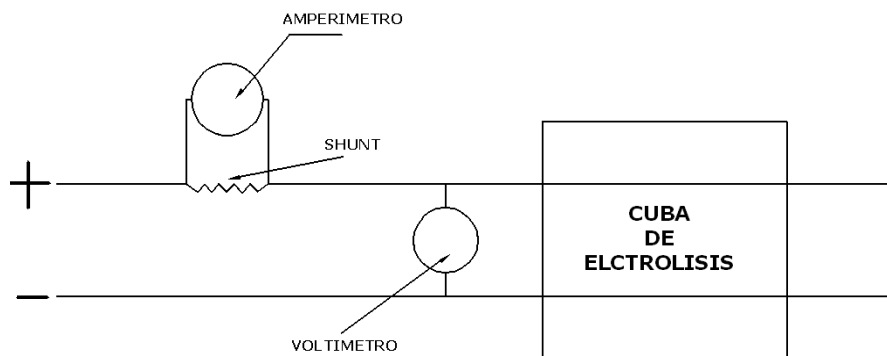 AMPERIMETRO
SHUNT
+
CUBA
DE
ELCTROLISIS
−
VOLTIMETRO